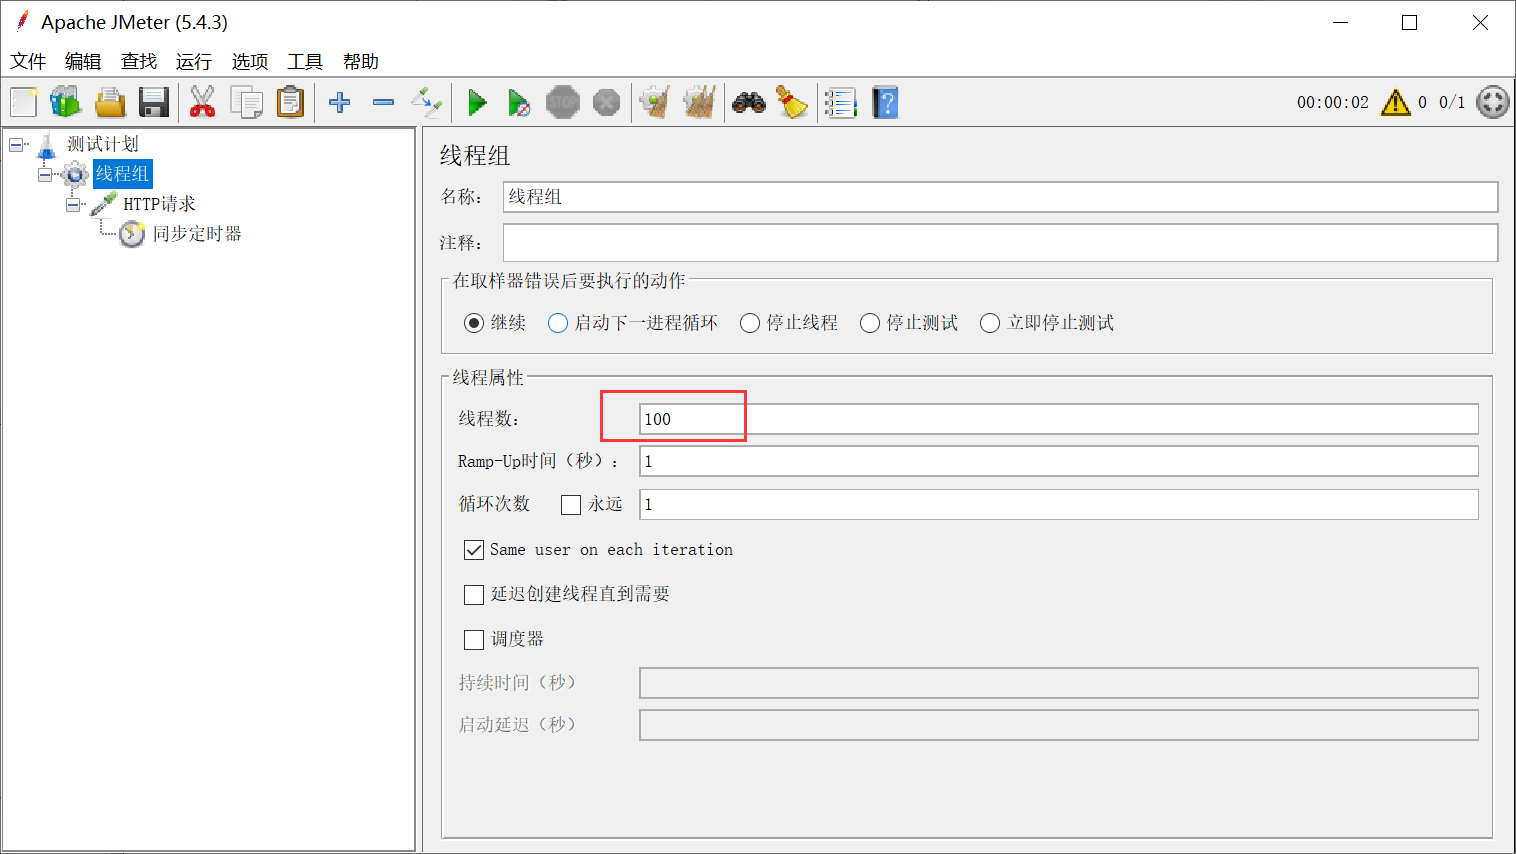 Apache JMeter (5.4.3)
文件 编辑 查找 运行 选项 工具 帮助
STOP
00:00:02 0 0/1
测试计划
线程组
HTTP请求
同步定时器
线程组
名称： 线程组
注释：
在取样器错误后要执行的动作
继续 启动下一进程循环 停止线程 停止测试 立即停止测试
线程属性
线程数： 100
Ramp-Up时间（秒）： 1
循环次数 永远 1
Same user on each iteration
延迟创建线程直到需要
调度器
持续时间（秒）
启动延迟（秒）